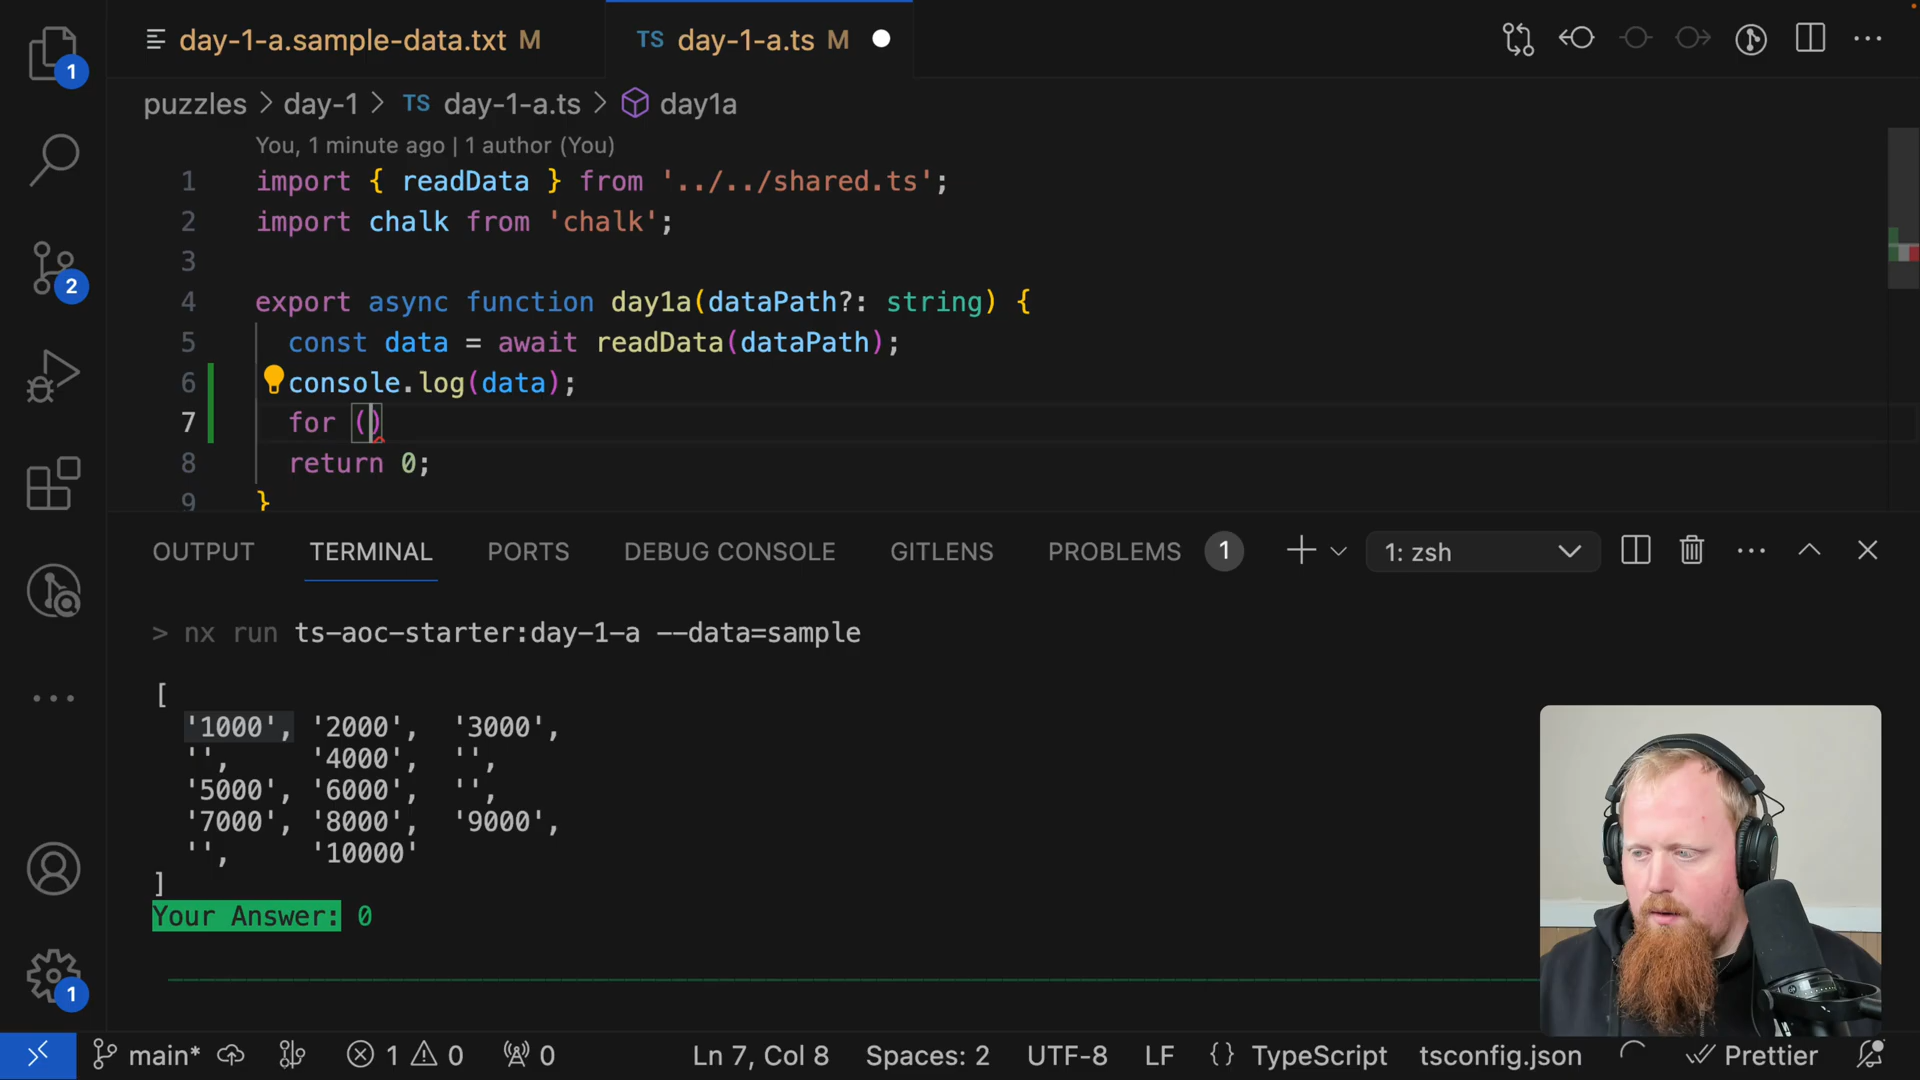 day-1-a.sample-data.txt M
TS day-1-a.ts M
1
puzzles > day-1 > TS day-1-a.ts > day1a
You, 1 minute ago | 1 author (You)
1 import { readData } from '../../shared.ts';
2 import chalk from 'chalk';
3
4 export async function day1a(dataPath?: string) {
5 const data = await readData(dataPath);
6 console.log(data);
7 for ()
8 return 0;
9 }
2
OUTPUT TERMINAL PORTS DEBUG CONSOLE GITLENS PROBLEMS 1 1: zsh
> nx run ts-aoc-starter:day-1-a --data=sample
[
'1000', '2000', '3000',
'', '4000', '',
'5000', '6000', '',
'7000', '8000', '9000',
'', '10000'
]
Your Answer: 0
1
main* 1 0 0 Ln 7, Col 8 Spaces: 2 UTF-8 LF {} TypeScript tsconfig.json Prettier